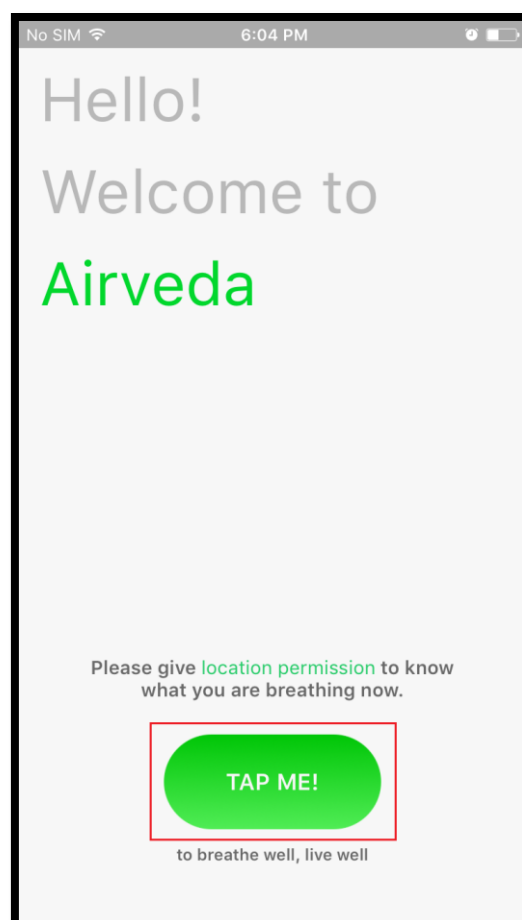 No SIM 6:04 PM
Hello!
Welcome to
Airveda
Please give location permission to know
what you are breathing now.
TAP ME!
to breathe well, live well